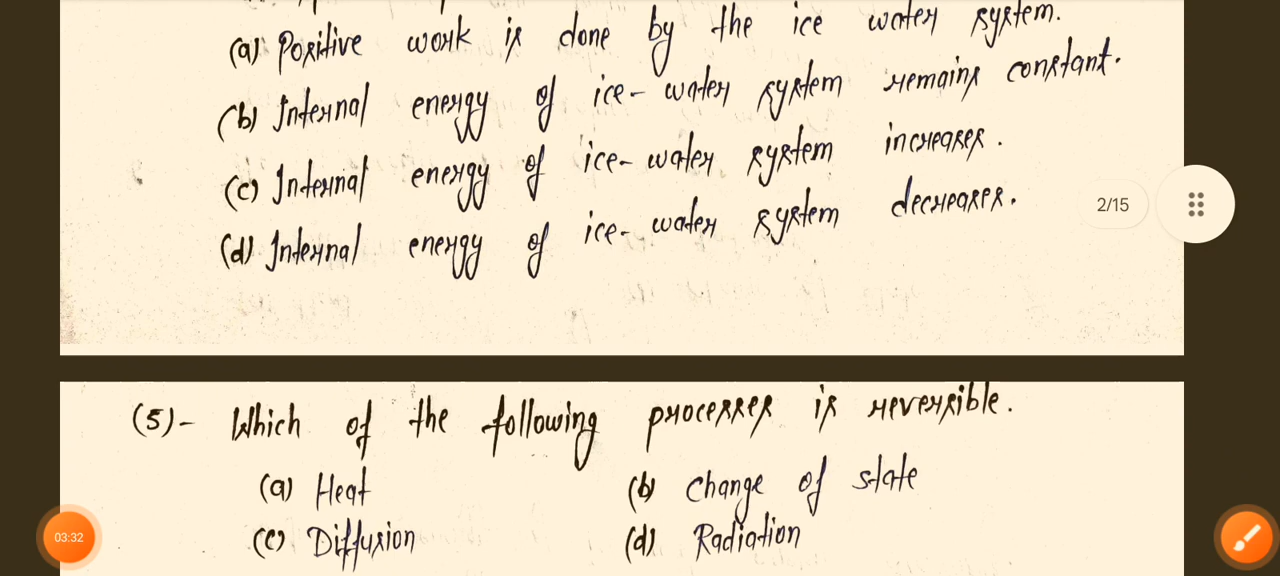 (a) Positive work is done by the ice water system.
(b) Internal energy of ice- water system remains constant.
(c) Internal energy of ice- water system increases.
(d) Internal energy of ice- water system decreases.
2/15
(5)- Which of the following processes is reversible.
(a) Heat (b) Change of state
(c) Diffusion (d) Radiation
03:32